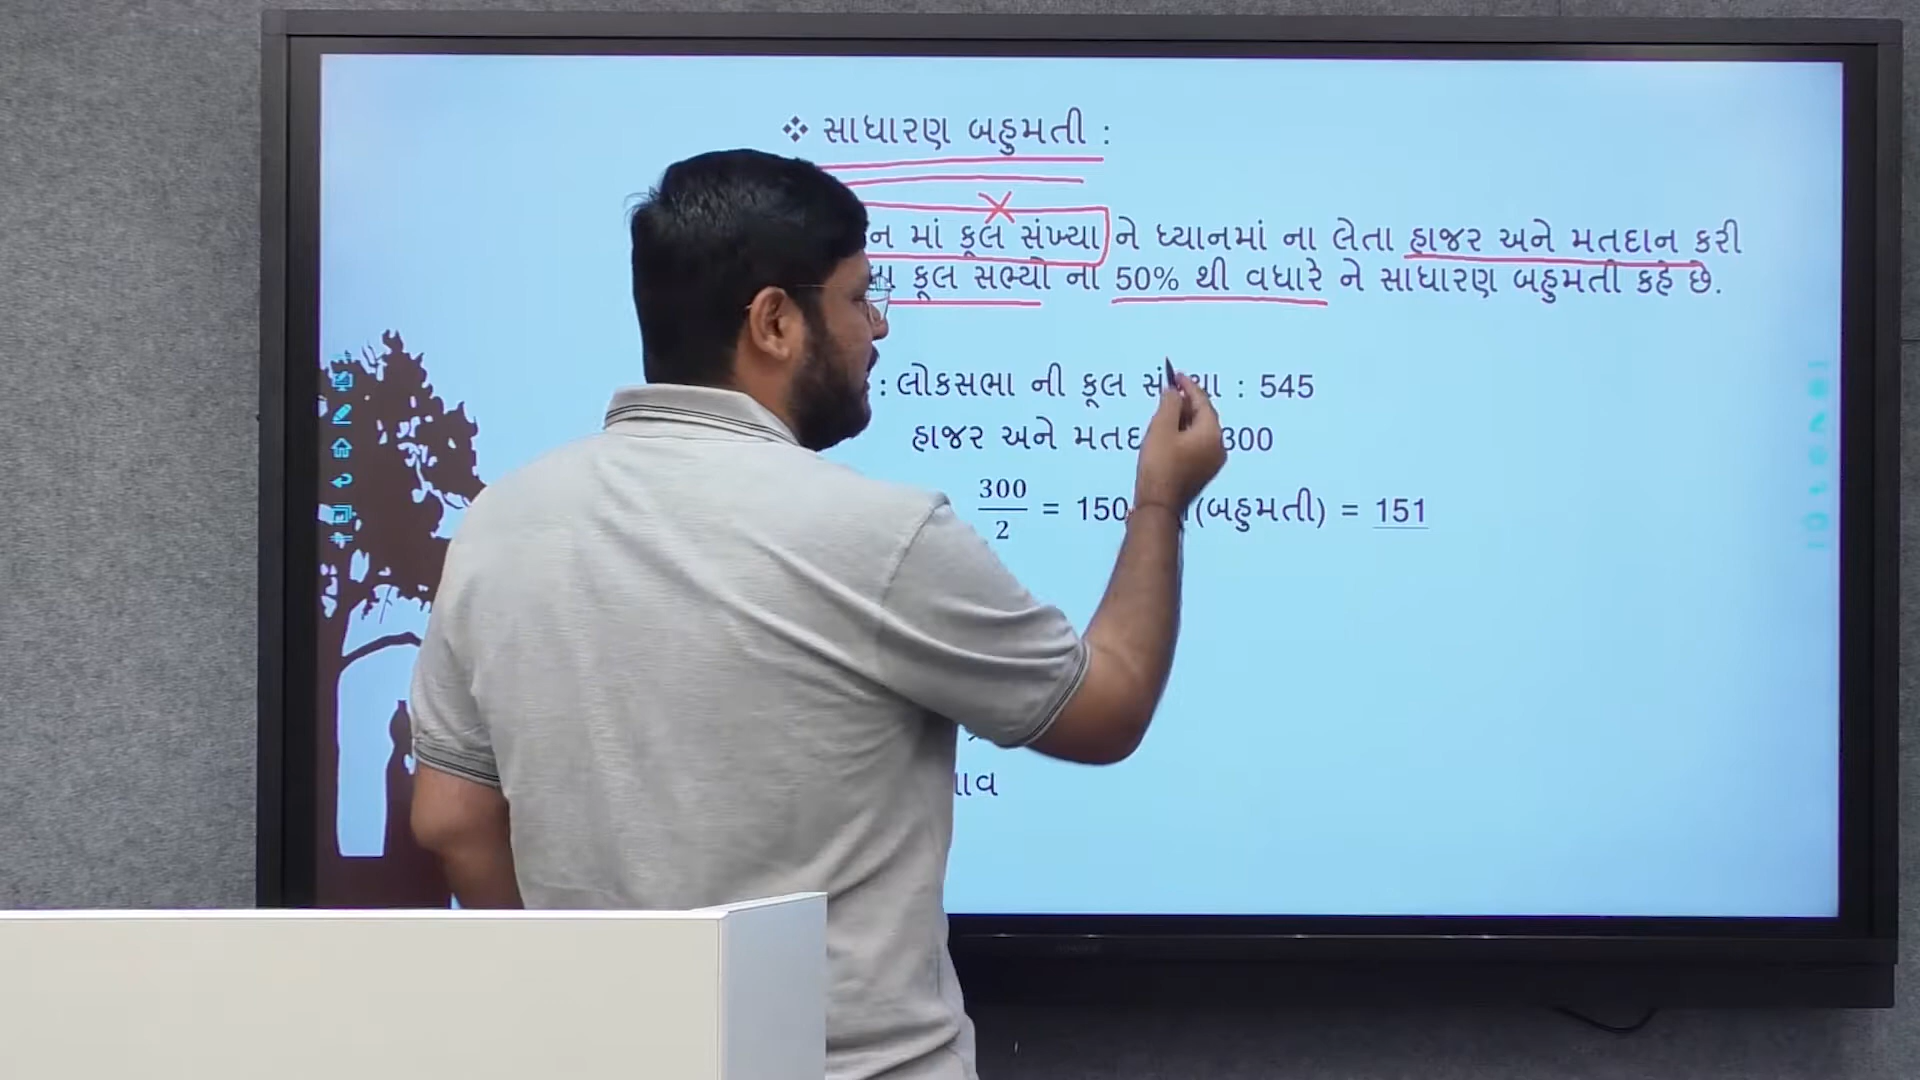 ❖ સાધારણ બહુમતી :
માં કૂલ સંખ્યા ને ધ્યાનમાં ના લેતા હાજર અને મતદાન કરી
કૂલ સભ્યો ના 50% થી વધારે ને સાધારણ બહુમતી કહે છે.
: લોકસભા ની કૂલ : 545
હાજર અને 300
300/2 = 150 (બહુમતી) = 151